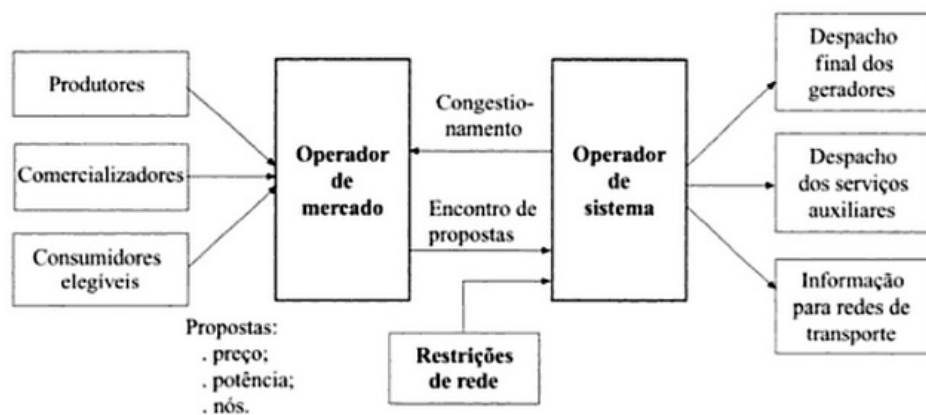 Produtores
Comercializadores
Consumidores
elegíveis
Propostas:
. preço;
. potência;
. nós.
Operador
de
mercado
Congestio-
namento
Encontro de
propostas
Restrições
de rede
Operador
de
sistema
Despacho
final dos
geradores
Despacho
dos serviços
auxiliares
Informação
para redes de
transporte